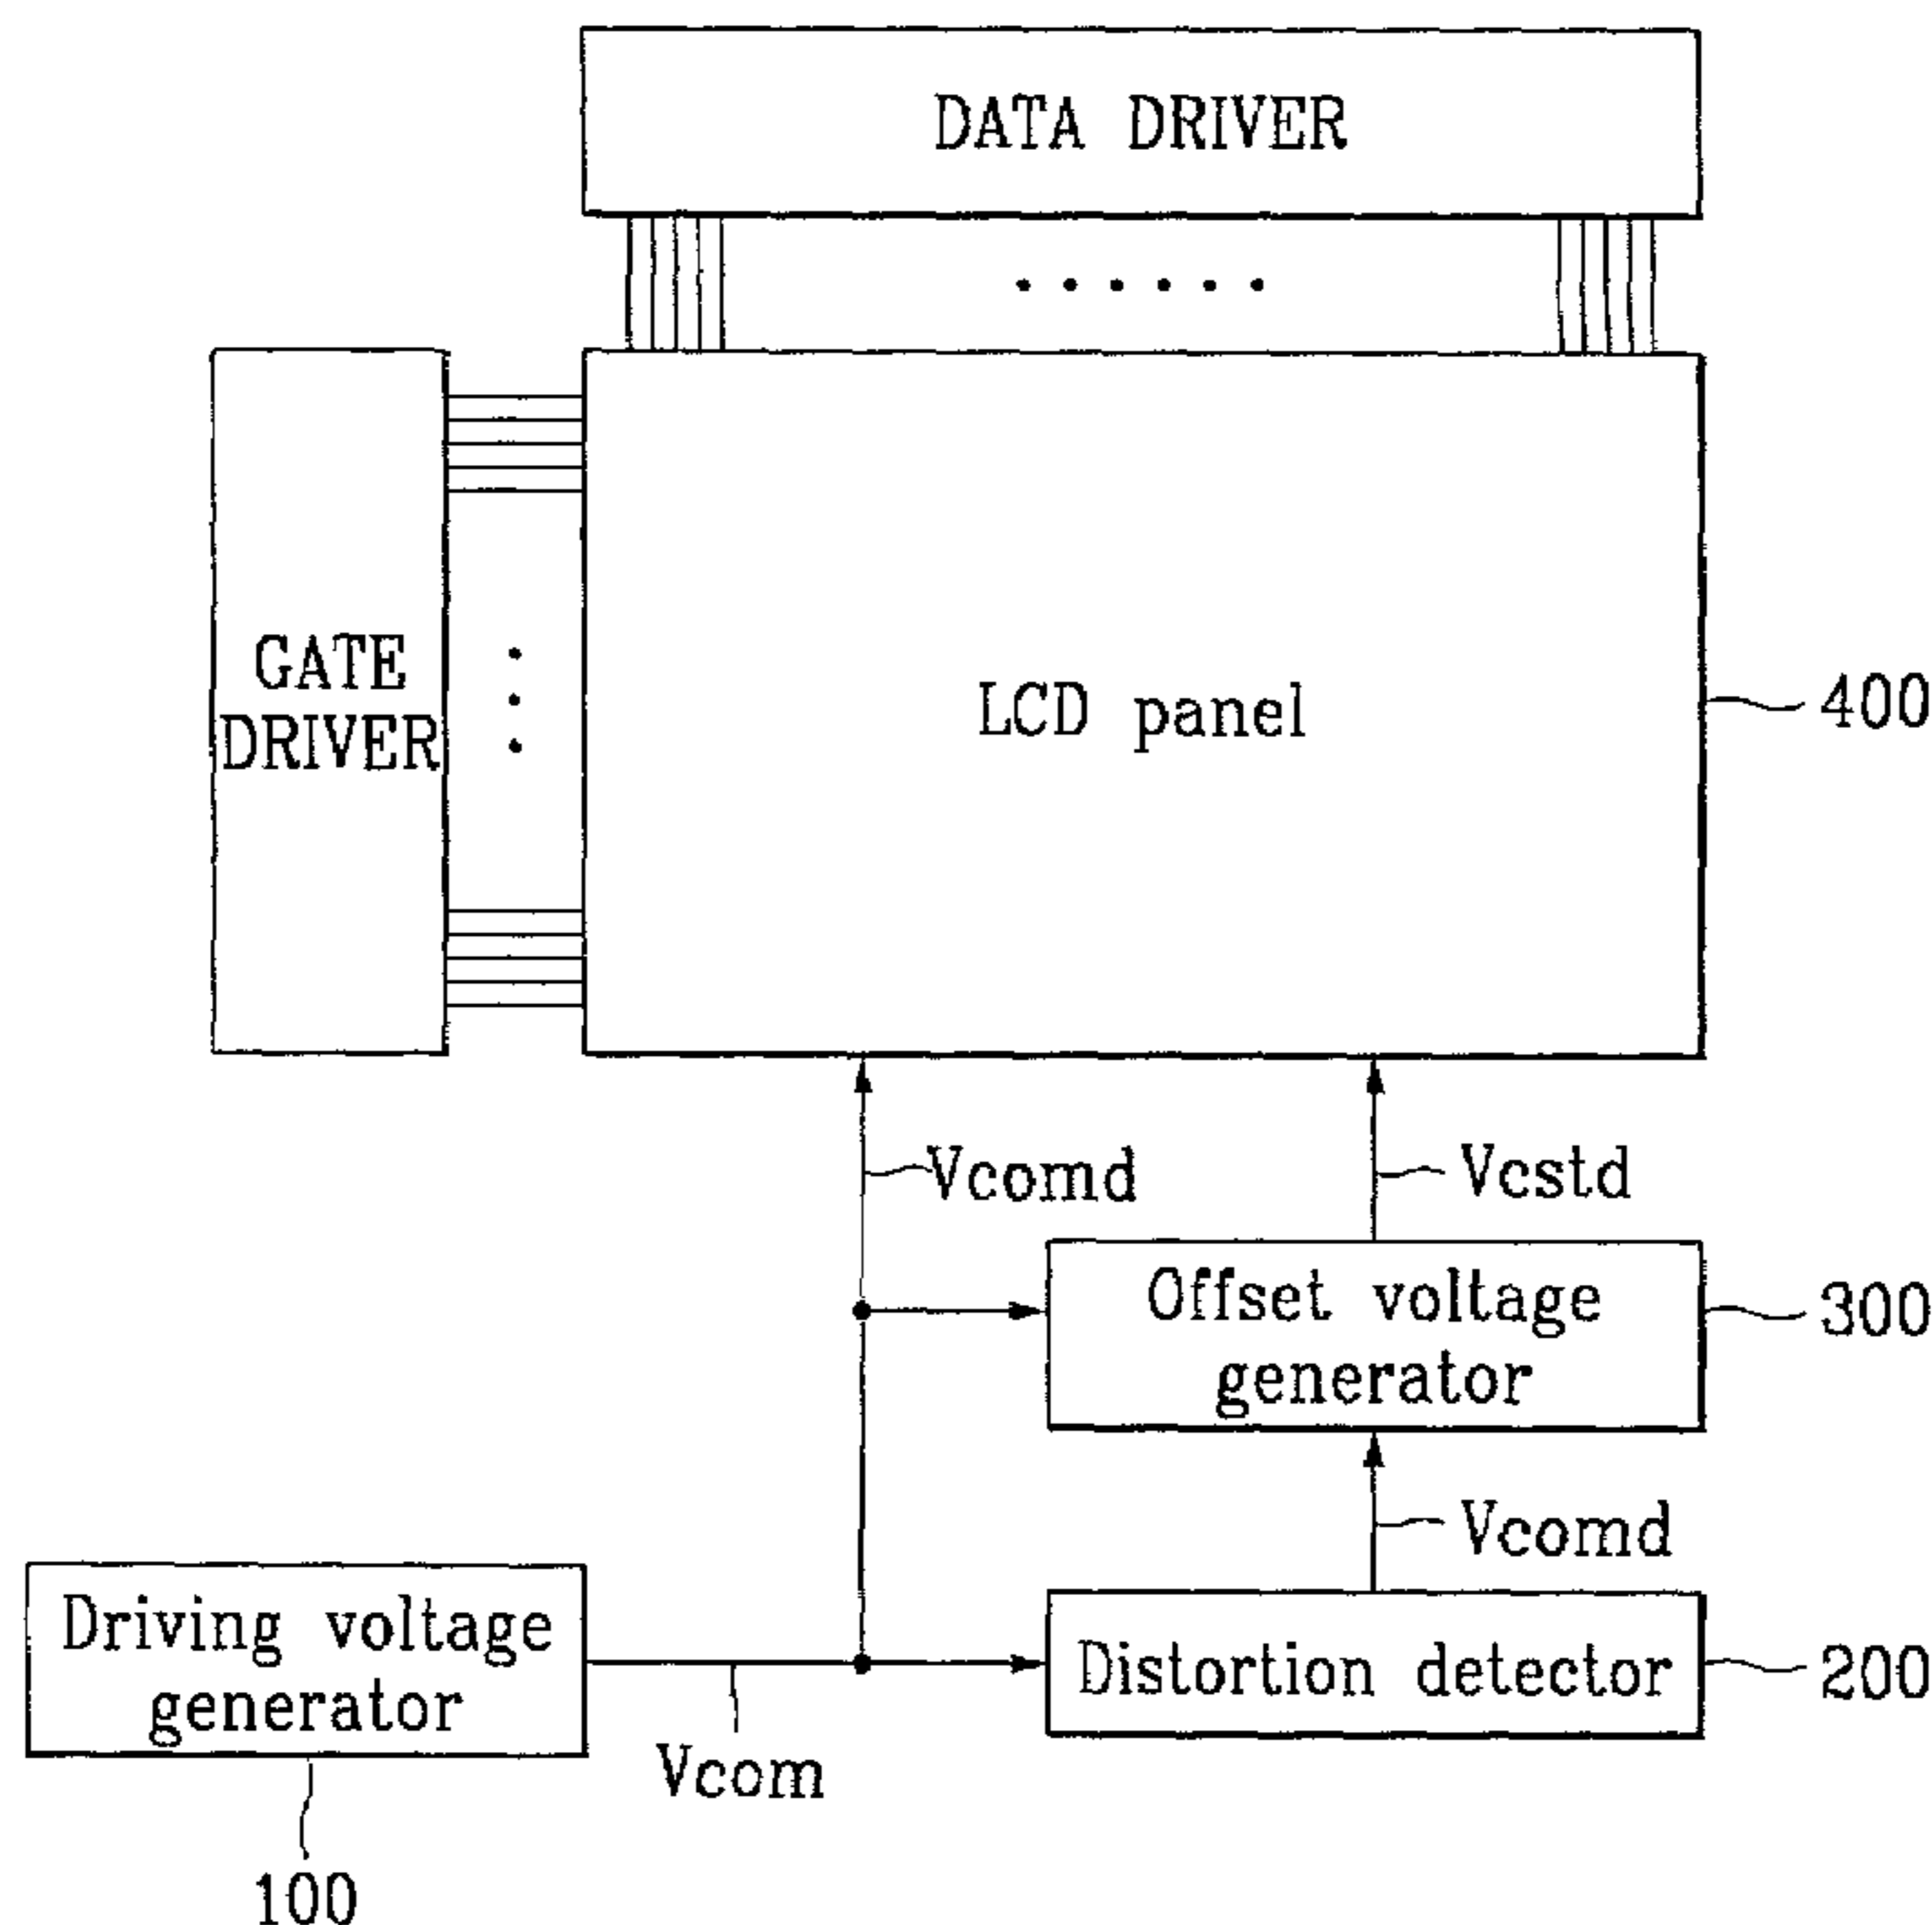 DATA DRIVER
GATE
DRIVER
LCD panel
400
Vcomd
Vcstd
Offset voltage
generator
300
Vcomd
Driving voltage
generator
Distortion detector
200
Vcom
100